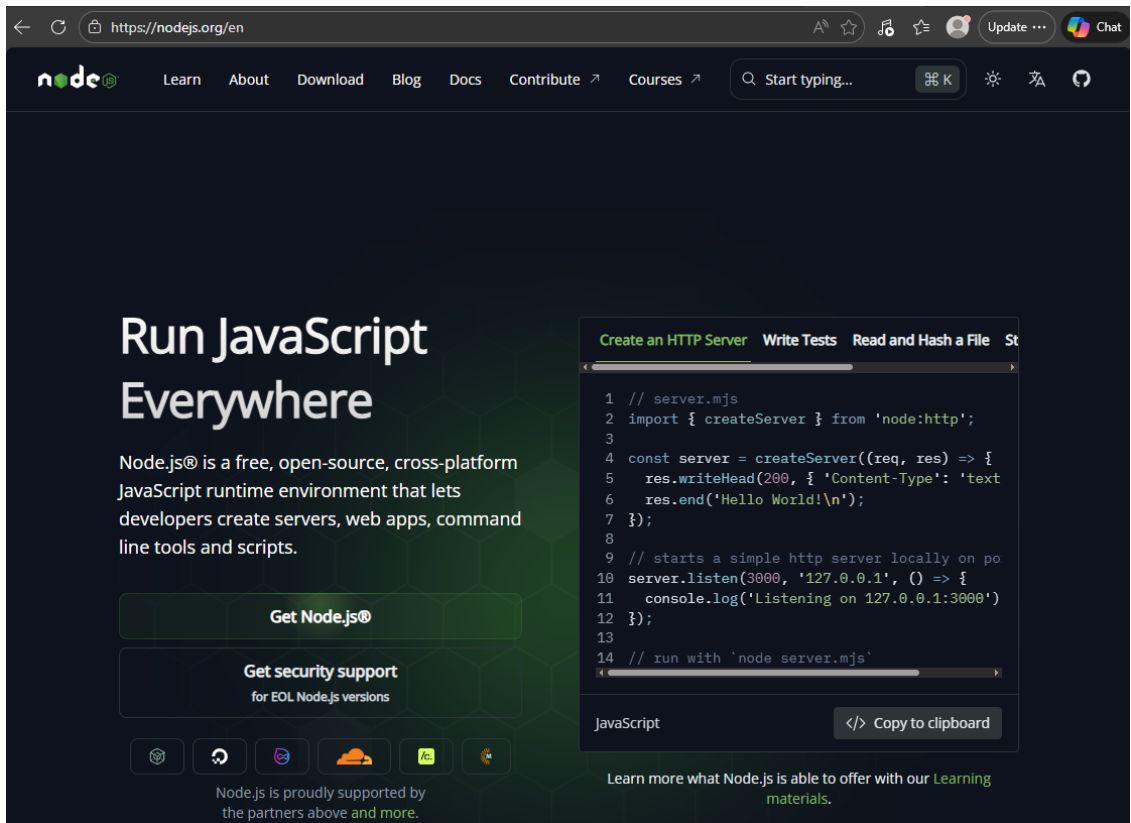 https://nodejs.org/en
Update
Chat
node JS
Learn
About
Download
Blog
Docs
Contribute ↗
Courses ↗
Start typing...
⌘ K
Run JavaScript
Everywhere
Node.js® is a free, open-source, cross-platform
JavaScript runtime environment that lets
developers create servers, web apps, command
line tools and scripts.
Get Node.js®
Get security support
for EOL Node.js versions
Node.js is proudly supported by
the partners above and more.
Create an HTTP Server
Write Tests
Read and Hash a File
St
1 // server.mjs
2 import { createServer } from 'node:http';
3
4 const server = createServer((req, res) => {
5 res.writeHead(200, { 'Content-Type': 'text
6 res.end('Hello World!\n');
7 });
8
9 // starts a simple http server locally on po
10 server.listen(3000, '127.0.0.1', () => {
11 console.log('Listening on 127.0.0.1:3000')
12 });
13
14 // run with `node server.mjs`
JavaScript
</> Copy to clipboard
Learn more what Node.js is able to offer with our Learning
materials.